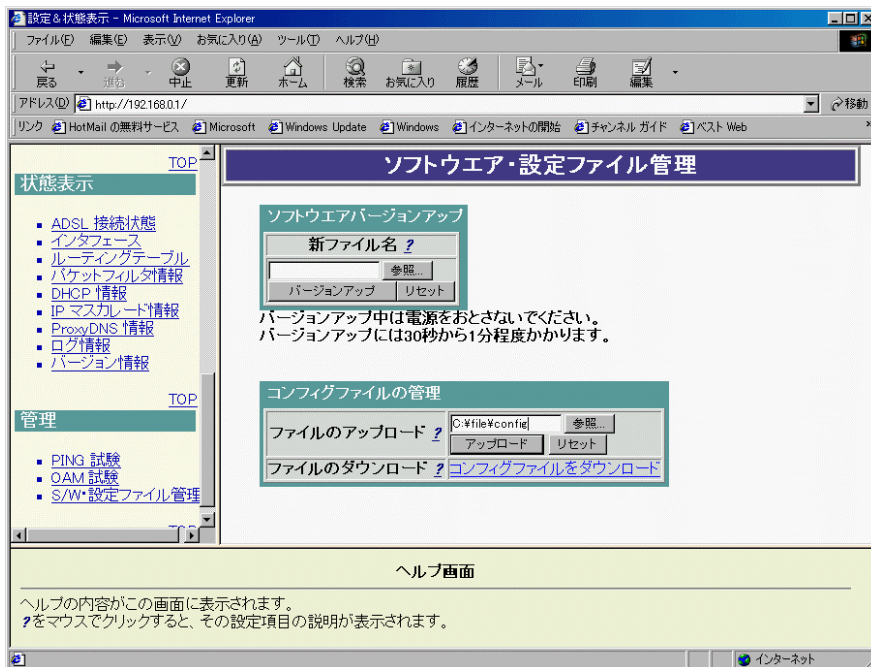 設定＆状態表示 - Microsoft Internet Explorer
ファイル(F) 編集(E) 表示(V) お気に入り(A) ツール(T) ヘルプ(H)
戻る 進む 中止 更新 ホーム 検索 お気に入り 履歴 メール 印刷 編集
アドレス(D) http://192.168.0.1/ 移動
リンク HotMail の無料サービス Microsoft Windows Update Windows インターネットの開始 チャンネル ガイド ベスト Web »
TOP
状態表示
ADSL 接続状態
インタフェース
ルーティングテーブル
パケットフィルタ情報
DHCP 情報
IP マスカレード情報
ProxyDNS 情報
ログ情報
バージョン情報
TOP
管理
PING 試験
OAM 試験
S/W・設定ファイル管理
TOP
ソフトウエア・設定ファイル管理
ソフトウエアバージョンアップ
新ファイル名 ?
参照...
バージョンアップ リセット
バージョンアップ中は電源をおとさないでください。
バージョンアップには30秒から1分程度かかります。
コンフィグファイルの管理
ファイルのアップロード ? C:¥file¥config 参照...
アップロード リセット
ファイルのダウンロード ? コンフィグファイルをダウンロード
ヘルプ画面
ヘルプの内容がこの画面に表示されます。
?をマウスでクリックすると、その設定項目の説明が表示されます。
インターネット